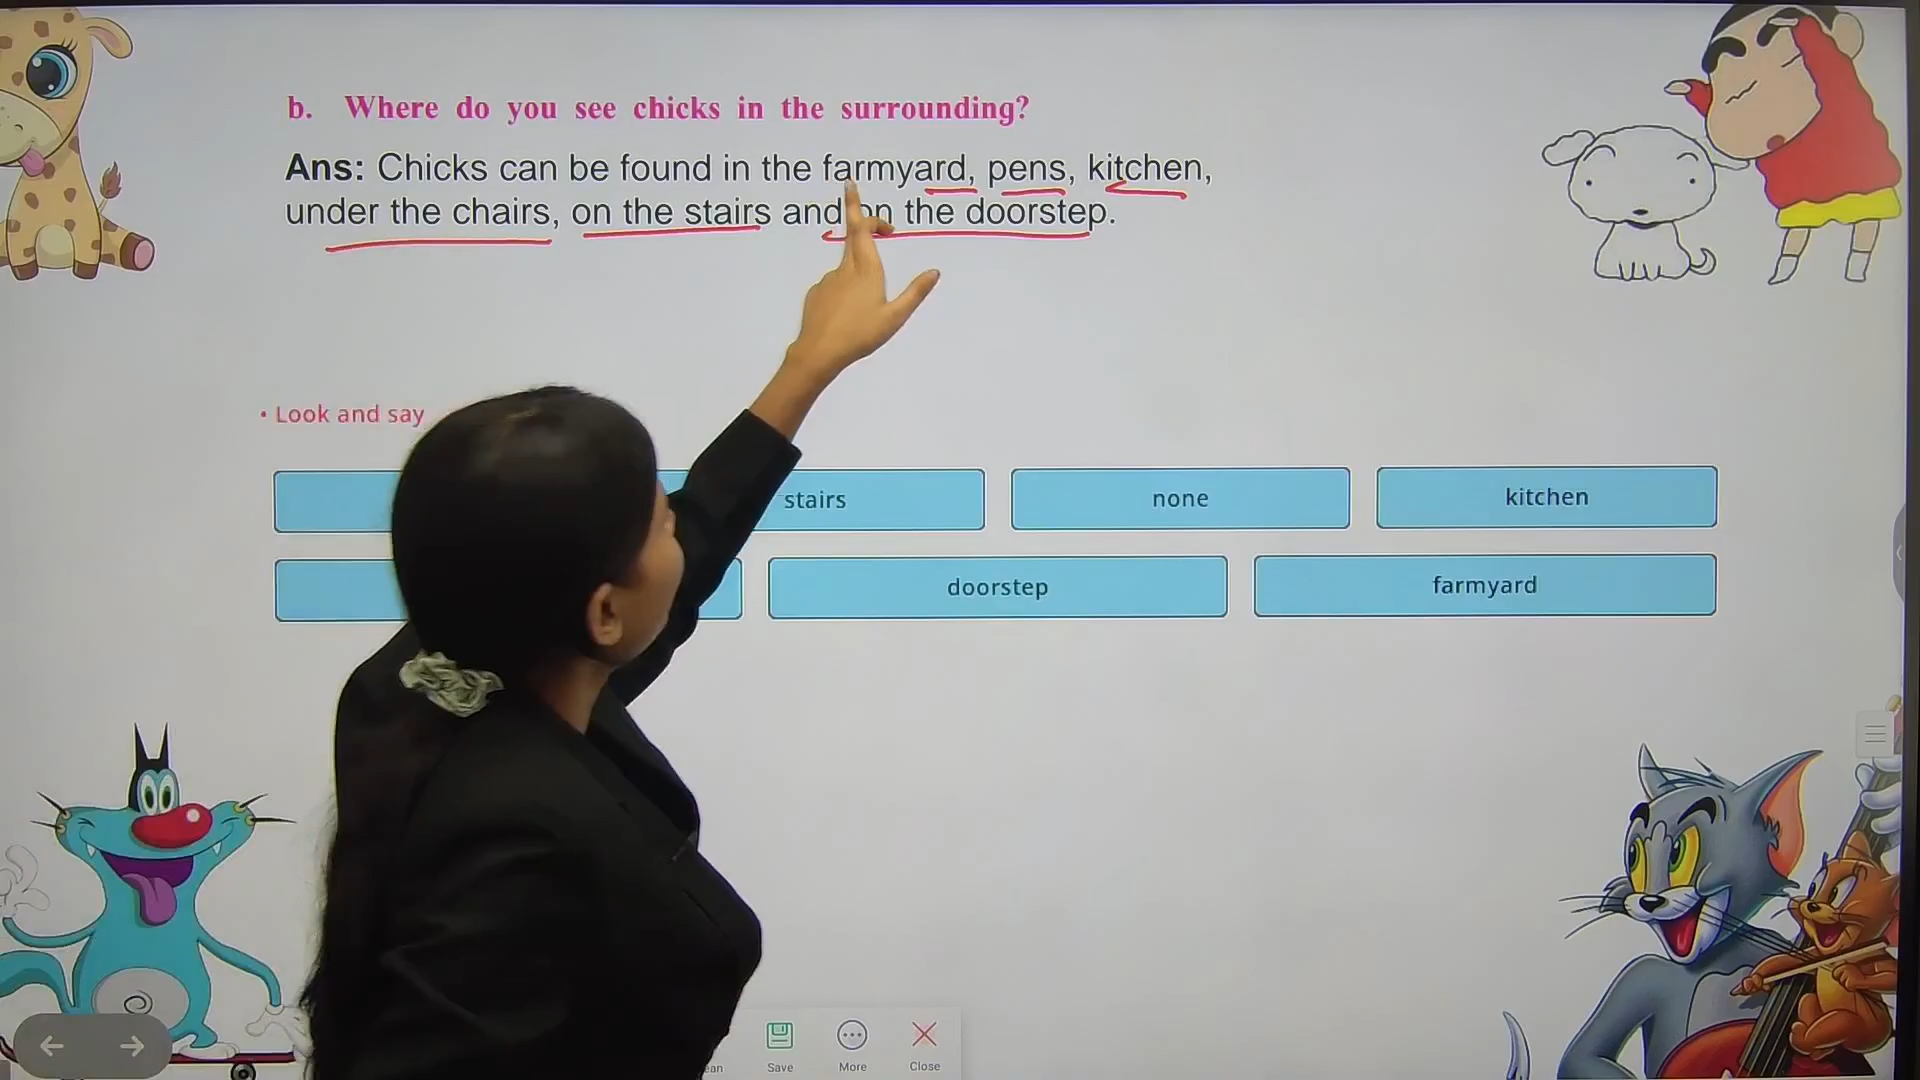 b. Where do you see chicks in the surrounding?
Ans: Chicks can be found in the farmyard, pens, kitchen,
under the chairs, on the stairs and on the doorstep.
• Look and say
stairs none kitchen
doorstep farmyard
Save More Close